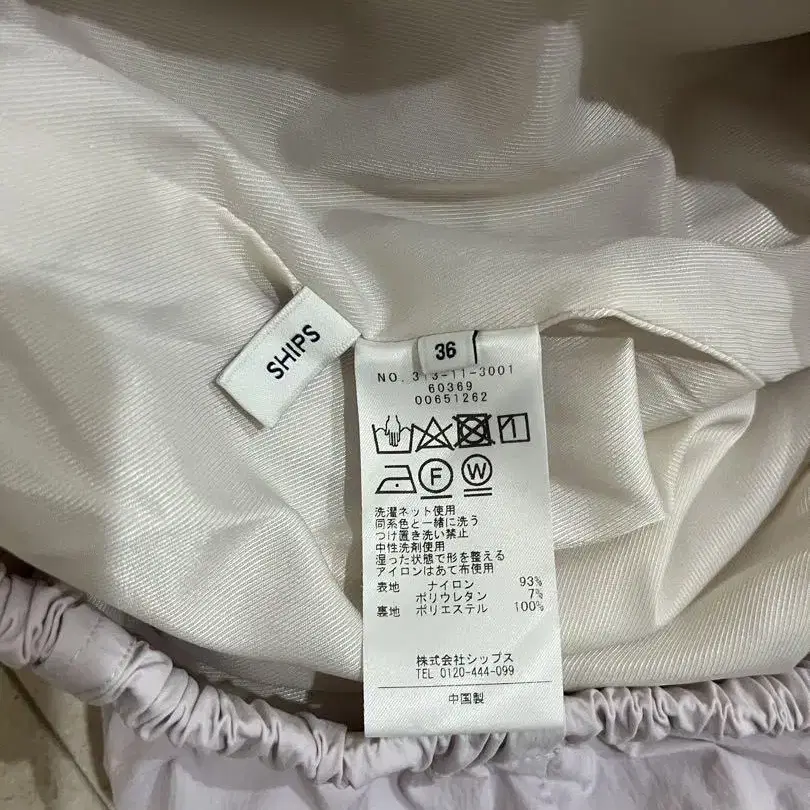 SHIPS
36
NO. 313-11-3001
60369
00651262
F W
洗濯ネット使用
同系色と一緒に洗う
つけ置き洗い禁止
中性洗剤使用
湿った状態で形を整える
アイロンはあて布使用
表地 ナイロン 93%
ポリウレタン 7%
裏地 ポリエステル 100%
株式会社シップス
TEL 0120-444-099
中国製